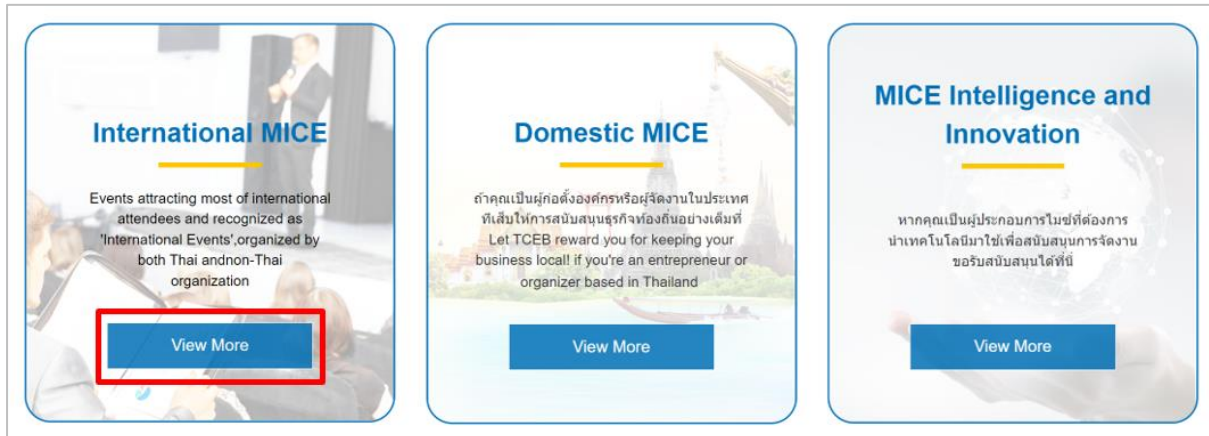 International MICE
Events attracting most of international
attendees and recognized as
'International Events',organized by
both Thai andnon-Thai
organization
View More
Domestic MICE
ถ้าคุณเป็นผู้ก่อตั้งองค์กรหรือผู้จัดงานในประเทศ
ทีเส็บให้การสนับสนุนธุรกิจท้องถิ่นอย่างเต็มที่
Let TCEB reward you for keeping your
business local! if you're an entrepreneur or
organizer based in Thailand
View More
MICE Intelligence and
Innovation
หากคุณเป็นผู้ประกอบการไมซ์ที่ต้องการ
นำเทคโนโลยีมาใช้เพื่อสนับสนุนการจัดงาน
ขอรับสนับสนุนได้ที่นี่
View More